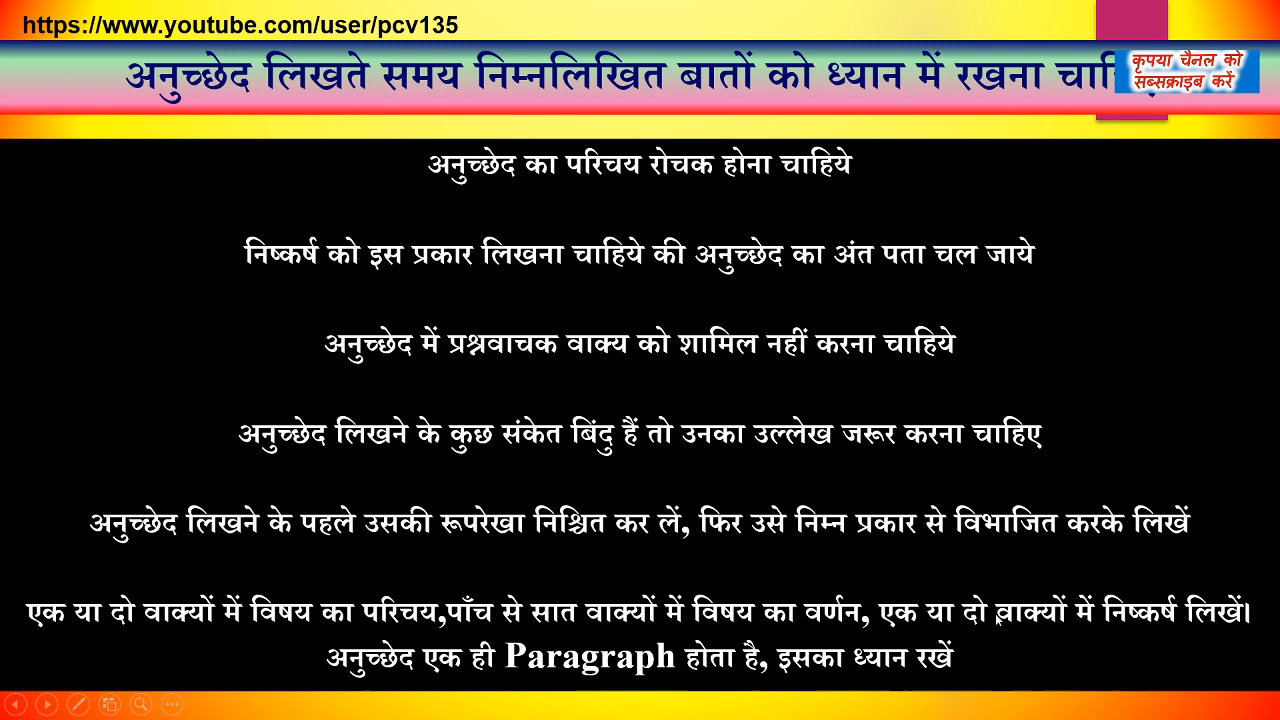 https://www.youtube.com/user/pcv135
अनुच्छेद लिखते समय निम्नलिखित बातों को ध्यान में रखना
कृपया चैनल को
सब्सक्राइब करें
अनुच्छेद का परिचय रोचक होना चाहिये
निष्कर्ष को इस प्रकार लिखना चाहिये की अनुच्छेद का अंत पता चल जाये
अनुच्छेद में प्रश्नवाचक वाक्य को शामिल नहीं करना चाहिये
अनुच्छेद लिखने के कुछ संकेत बिंदु हैं तो उनका उल्लेख जरूर करना चाहिए
अनुच्छेद लिखने के पहले उसकी रूपरेखा निश्चित कर लें, फिर उसे निम्न प्रकार से विभाजित करके लिखें
एक या दो वाक्यों में विषय का परिचय,पाँच से सात वाक्यों में विषय का वर्णन, एक या दो वाक्यों में निष्कर्ष लिखें।
अनुच्छेद एक ही Paragraph होता है, इसका ध्यान रखें